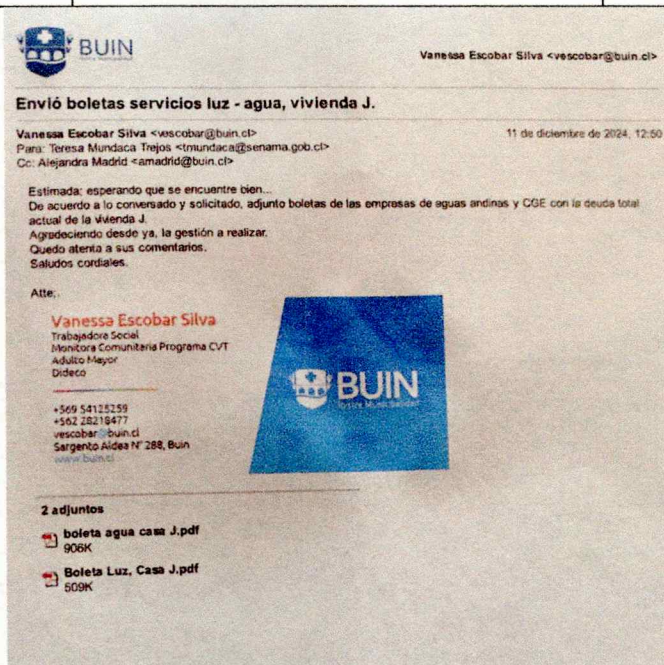 BUIN
Vanessa Escobar Silva <vescobar@buin.cl>
Envió boletas servicios luz - agua, vivienda J.
Vanessa Escobar Silva <vescobar@buin.cl>
11 de diciembre de 2024, 12:50
Para: Teresa Mundaca Trejos <tmundaca@senama.gob.cl>
Cc: Alejandra Madrid <amadrid@buin.cl>
Estimada: esperando que se encuentre bien...
De acuerdo a lo conversado y solicitado, adjunto boletas de las empresas de aguas andinas y CGE con la deuda total
actual de la vivienda J.
Agradeciendo desde ya, la gestión a realizar.
Quedo atenta a sus comentarios.
Saludos cordiales.
Atte;.
Vanessa Escobar Silva
Trabajadora Social
Monitora Comunitaria Programa CVT
Adulto Mayor
Dideco
+569 54125259
+562 28218477
vescobar@buin.cl
Sargento Aldea N° 288, Buin
www.buin.cl
BUIN
Ilustre Municipalidad
2 adjuntos
boleta agua casa J.pdf
906K
Boleta Luz, Casa J.pdf
509K